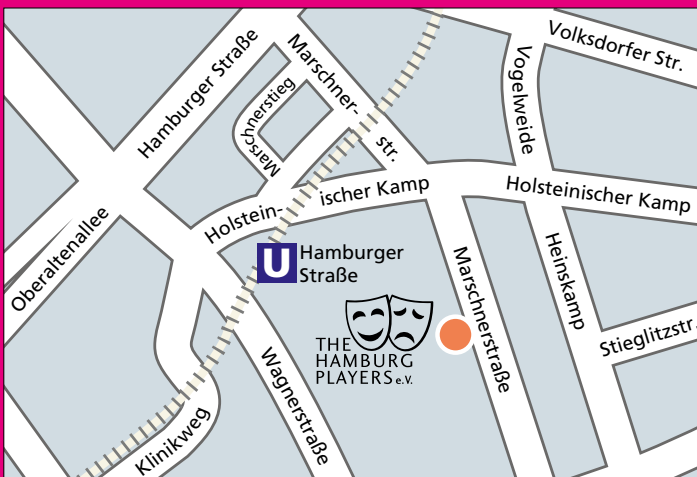 Volksdorfer Str.
Hamburger Straße
Marschner-
str.
Vogelweide
Marschnerstieg
Holstein-
ischer Kamp
Holsteinischer Kamp
Oberaltenallee
U
Hamburger
Straße
Marschnerstraße
Heinskamp
Stieglitzstr.
THE
HAMBURG
PLAYERS e.v.
Wagnerstraße
Klinikweg